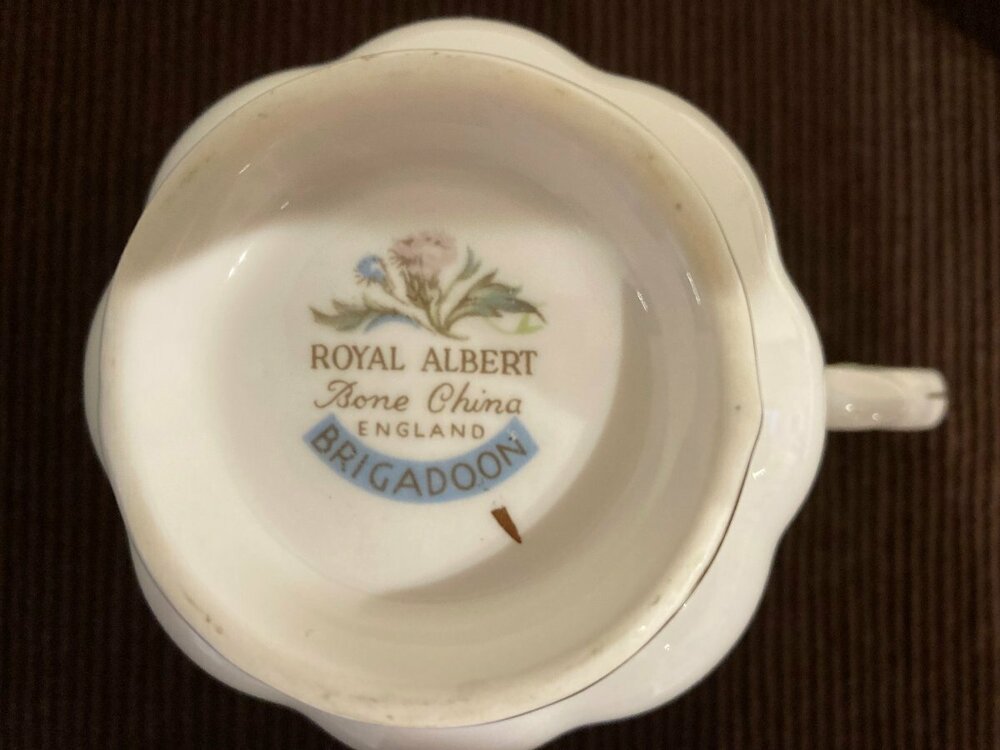 ROYAL ALBERT
Bone China
ENGLAND
BRIGADOON